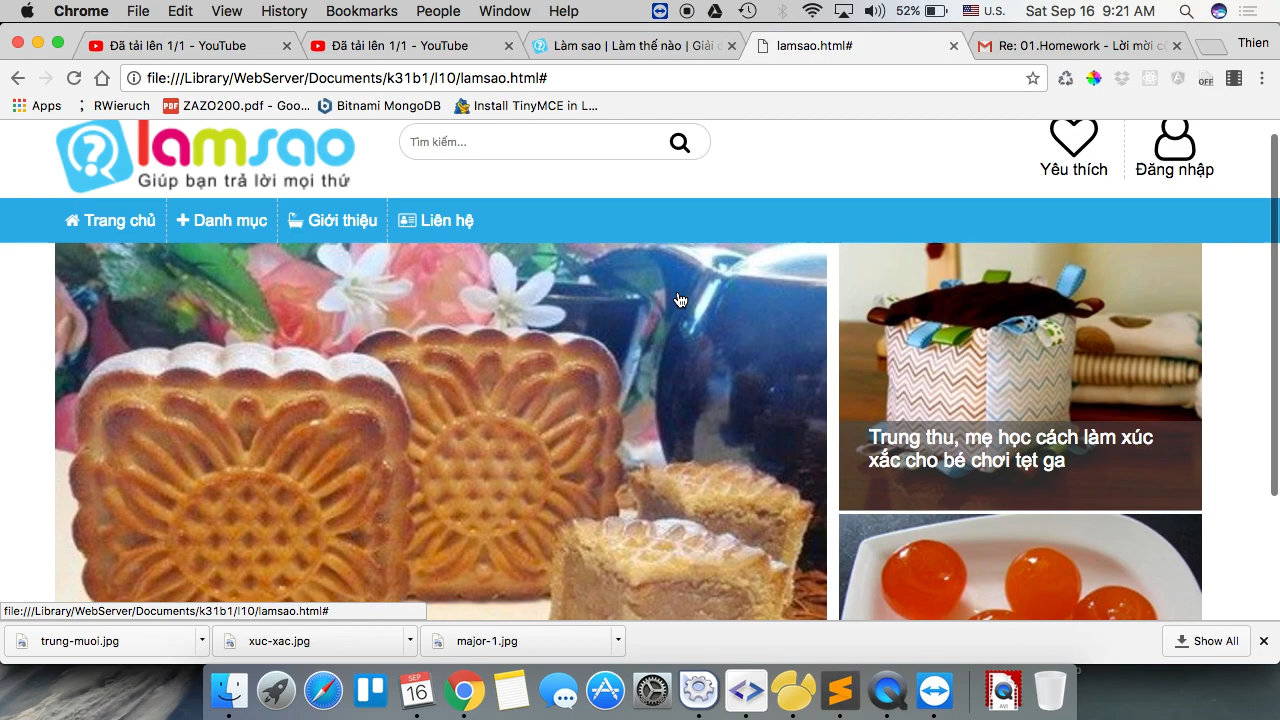 Chrome File Edit View History Bookmarks People Window Help 52% U.S. Sat Sep 16 9:21 AM
Đã tải lên 1/1 - YouTube Đã tải lên 1/1 - YouTube Làm sao | Làm thế nào | Giải đ lamsao.html# Re: 01.Homework - Lời mời c Thien
file:///Library/WebServer/Documents/k31b1/l10/lamsao.html# OFF
Apps RWieruch PDF ZAZO200.pdf - Goo... Bitnami MongoDB Install TinyMCE in L...
lamsao
Giúp bạn trả lời mọi thứ
Tìm kiếm...
Yêu thích Đăng nhập
Trang chủ Danh mục Giới thiệu Liên hệ
Trung thu, mẹ học cách làm xúc
xắc cho bé chơi tẹt ga
file:///Library/WebServer/Documents/k31b1/l10/lamsao.html#
trung-muoi.jpg xuc-xac.jpg major-1.jpg Show All
SEP
16
AVI